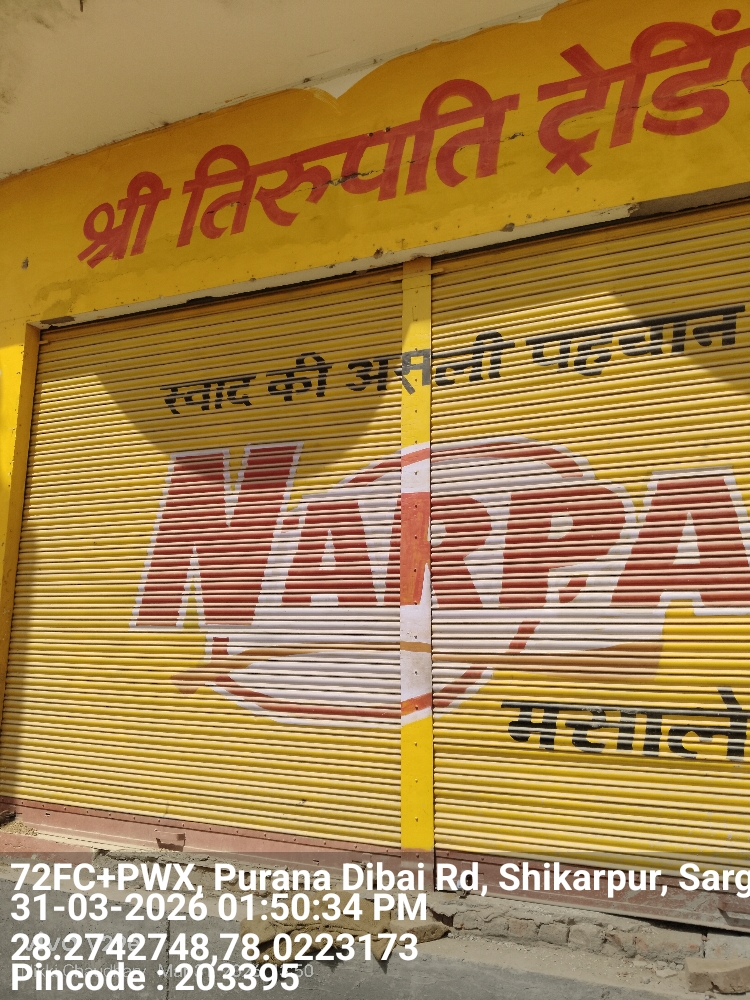 श्री तिरुपति ट्रेडिं
स्वाद की असली पहचान
NARPA
मसाले
72FC+PWX, Purana Dibai Rd, Shikarpur, Sarg
31-03-2026 01:50:34 PM
28.2742748,78.0223173
Pincode : 203395